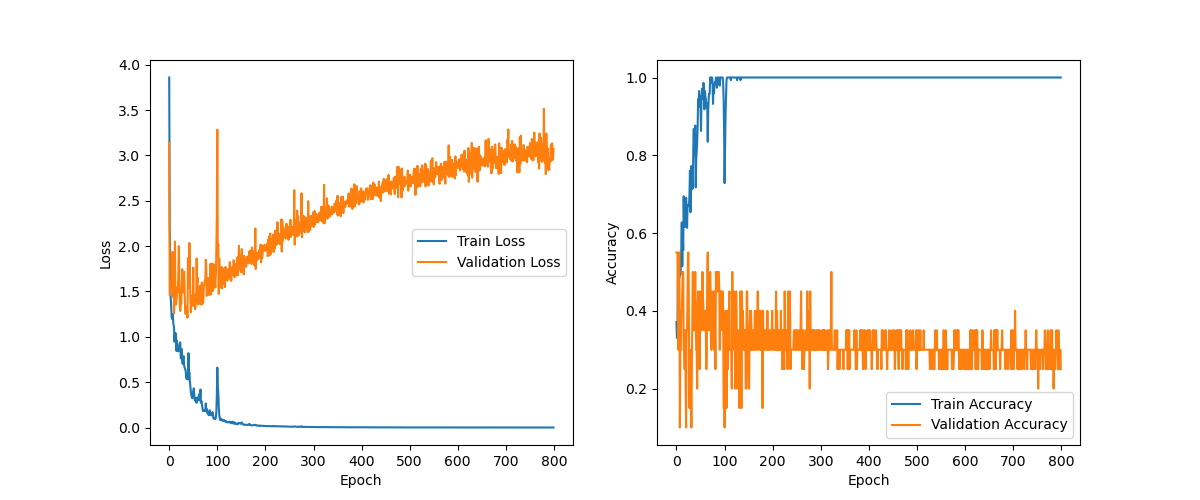 4.0
3.5
3.0
2.5
2.0
1.5
1.0
0.5
0.0
Loss
Train Loss
Validation Loss
0 100 200 300 400 500 600 700 800
Epoch
1.0
0.8
0.6
0.4
0.2
Accuracy
Train Accuracy
Validation Accuracy
0 100 200 300 400 500 600 700 800
Epoch